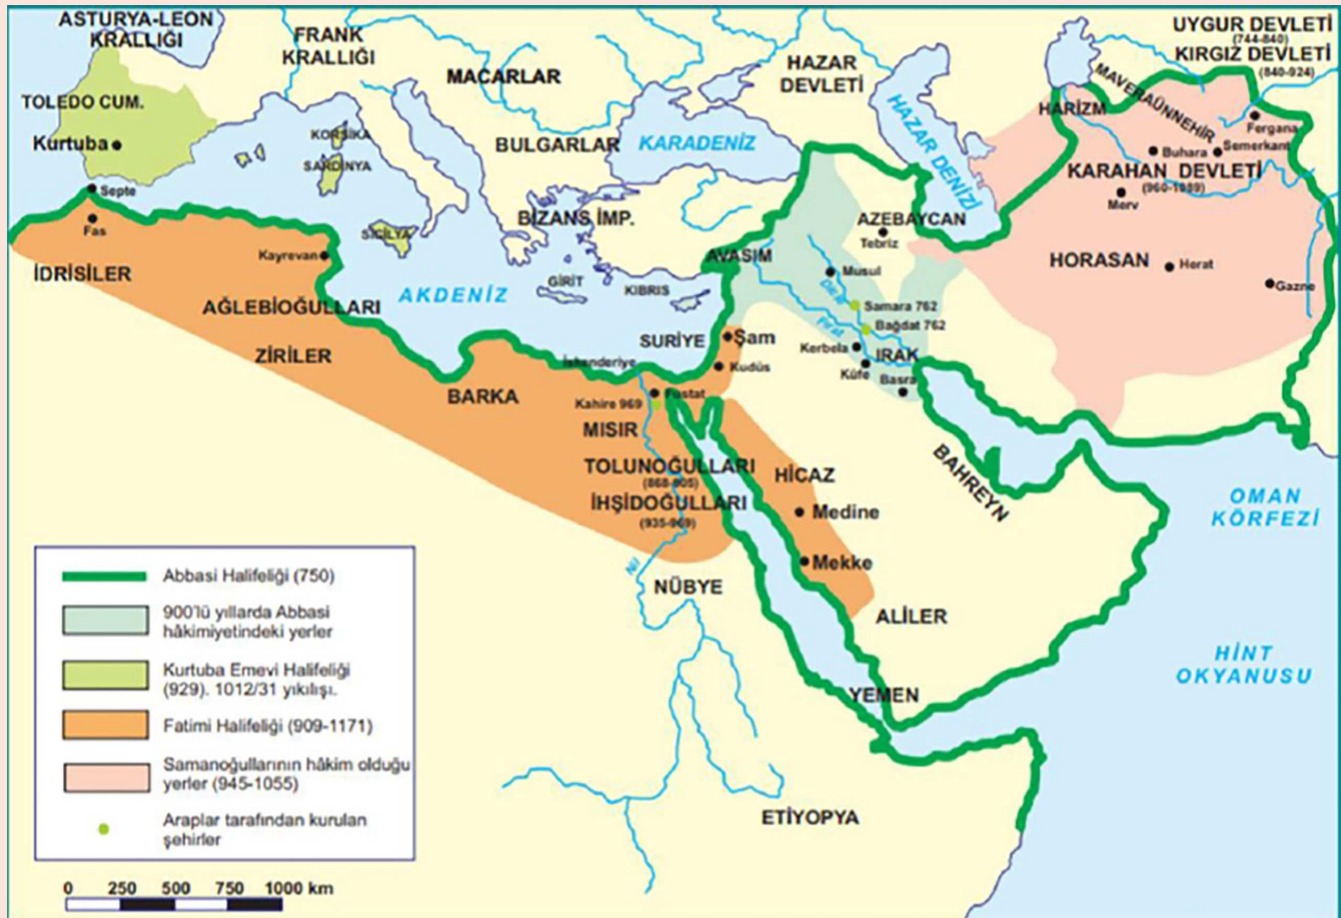 ASTURYA-LEON
KRALLIĞI
FRANK
KRALLIĞI
MACARLAR
HAZAR
DEVLETİ
UYGUR DEVLETİ
(744-840)
KIRGIZ DEVLETİ
(840-924)
TOLEDO CUM.
Kurtuba
KORSİKA
SARDİNYA
BULGARLAR
KARADENİZ
HAZAR DENİZİ
HARİZM
MAVERAÜNNEHİR
Fergana
Semerkant
Buhara
KARAHAN DEVLETİ
Merv
Septe
Fas
SİCİLYA
BİZANS İMP.
AZEBAYCAN
Tebriz
Kayrevan
AVASIM
Musul
HORASAN
Herat
Gazne
İDRİSİLER
AKDENİZ
GİRİT
KIBRIS
Dicle
Samara 762
AĞLEBİOĞULLARI
Fırat
Bağdat 762
SURİYE
Şam
ZİRİLER
Kerbela
IRAK
İskenderiye
Kudüs
Küfe
Basra
BARKA
Fustat
Kahire 969
MISIR
TOLUNOĞULLARI
HİCAZ
BAHREYN
İHŞİDOĞULLARI
(935-969)
Medine
OMAN
KÖRFEZİ
Mekke
Nil
NÜBYE
ALİLER
HİNT
OKYANUSU
YEMEN
ETİYOPYA
Abbasi Halifeliği (750)
900'lü yıllarda Abbasi
hâkimiyetindeki yerler
Kurtuba Emevi Halifeliği
(929). 1012/31 yıkılışı.
Fatimi Halifeliği (909-1171)
Samanoğullarının hâkim olduğu
yerler (945-1055)
Araplar tarafından kurulan
şehirler
0 250 500 750 1000 km